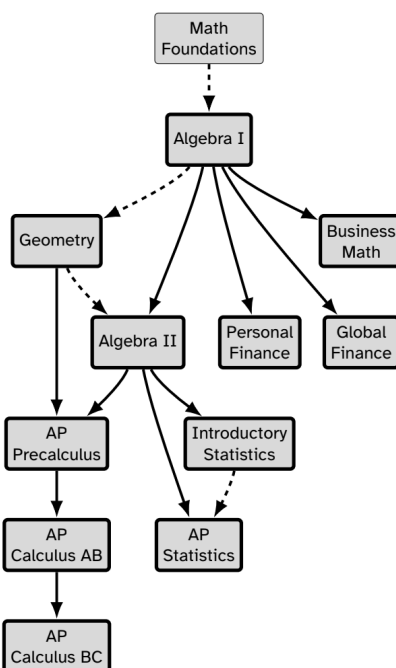 Math
Foundations
Algebra I
Geometry
Business
Math
Algebra II
Personal
Finance
Global
Finance
AP
Precalculus
Introductory
Statistics
AP
Calculus AB
AP
Statistics
AP
Calculus BC